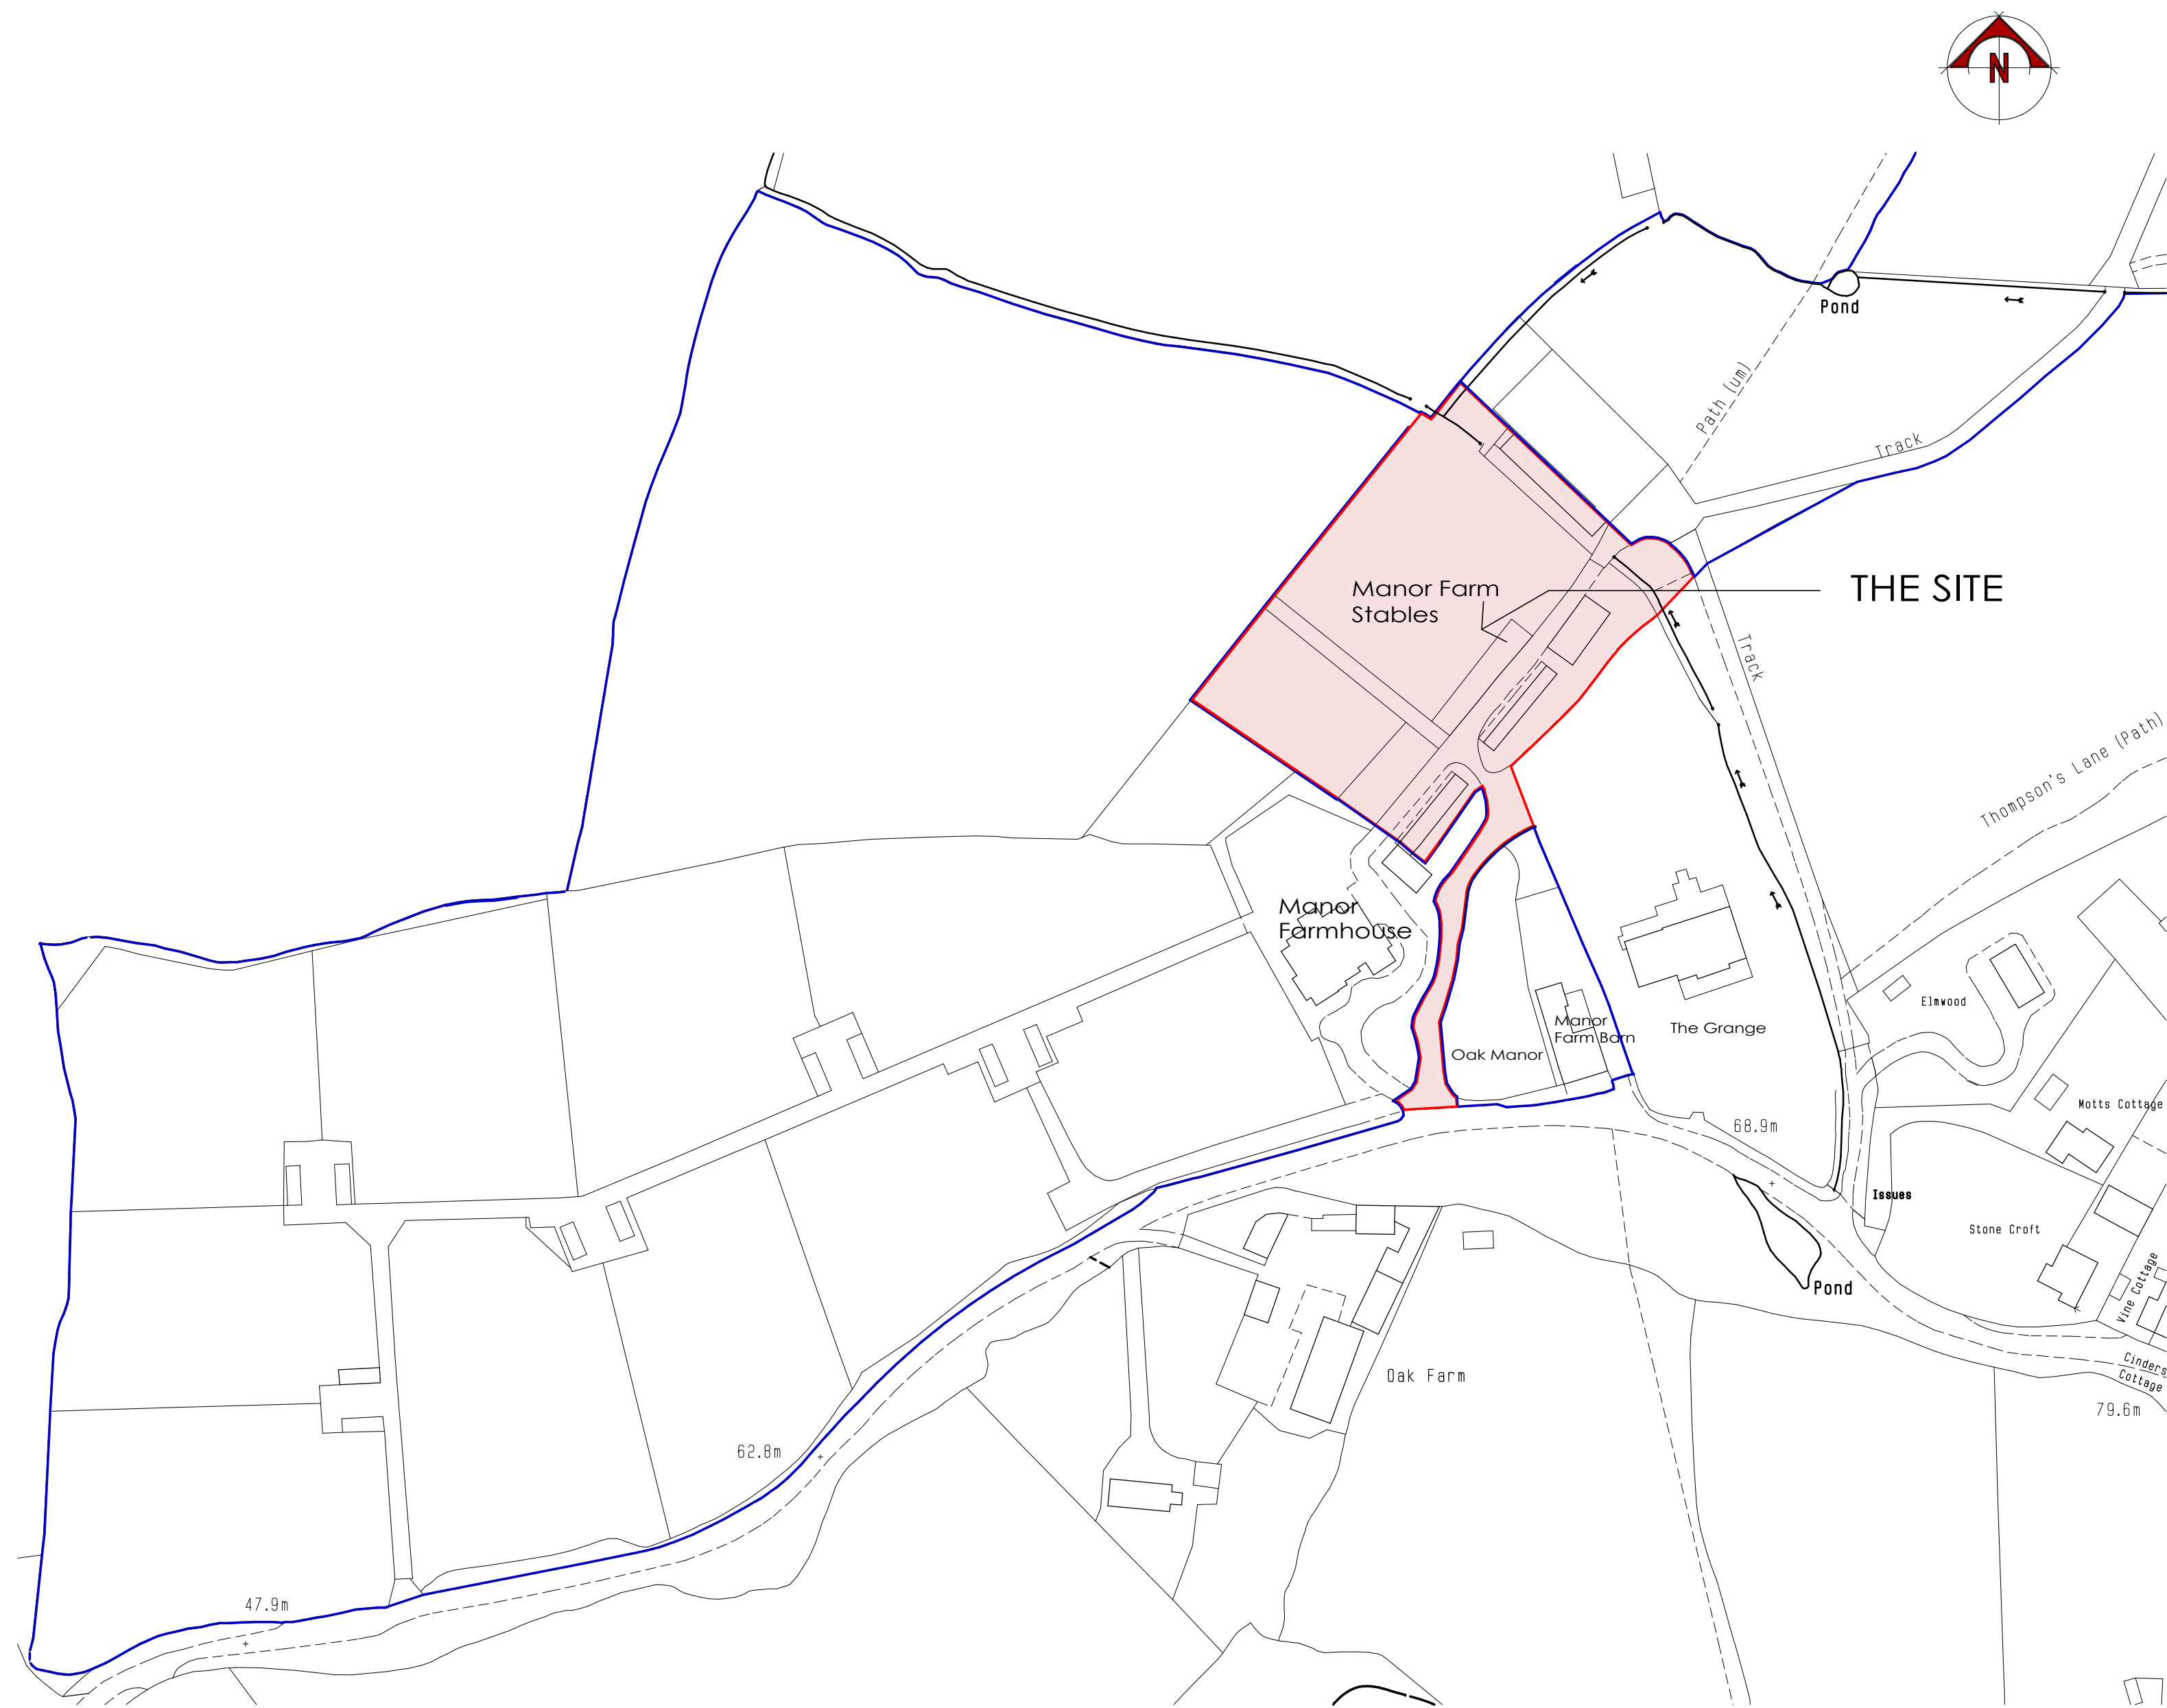 N
Pond
Path (um)
Track
Manor Farm
Stables
THE SITE
Track
Thompson's Lane (Path)
Manor
Farmhouse
Elmwood
Manor
Farm Barn
The Grange
Oak Manor
Motts Cottage
68.9m
Issues
Stone Croft
Vine Cottage
Pond
Cinders
Cottage
Oak Farm
79.6m
62.8m
47.9m